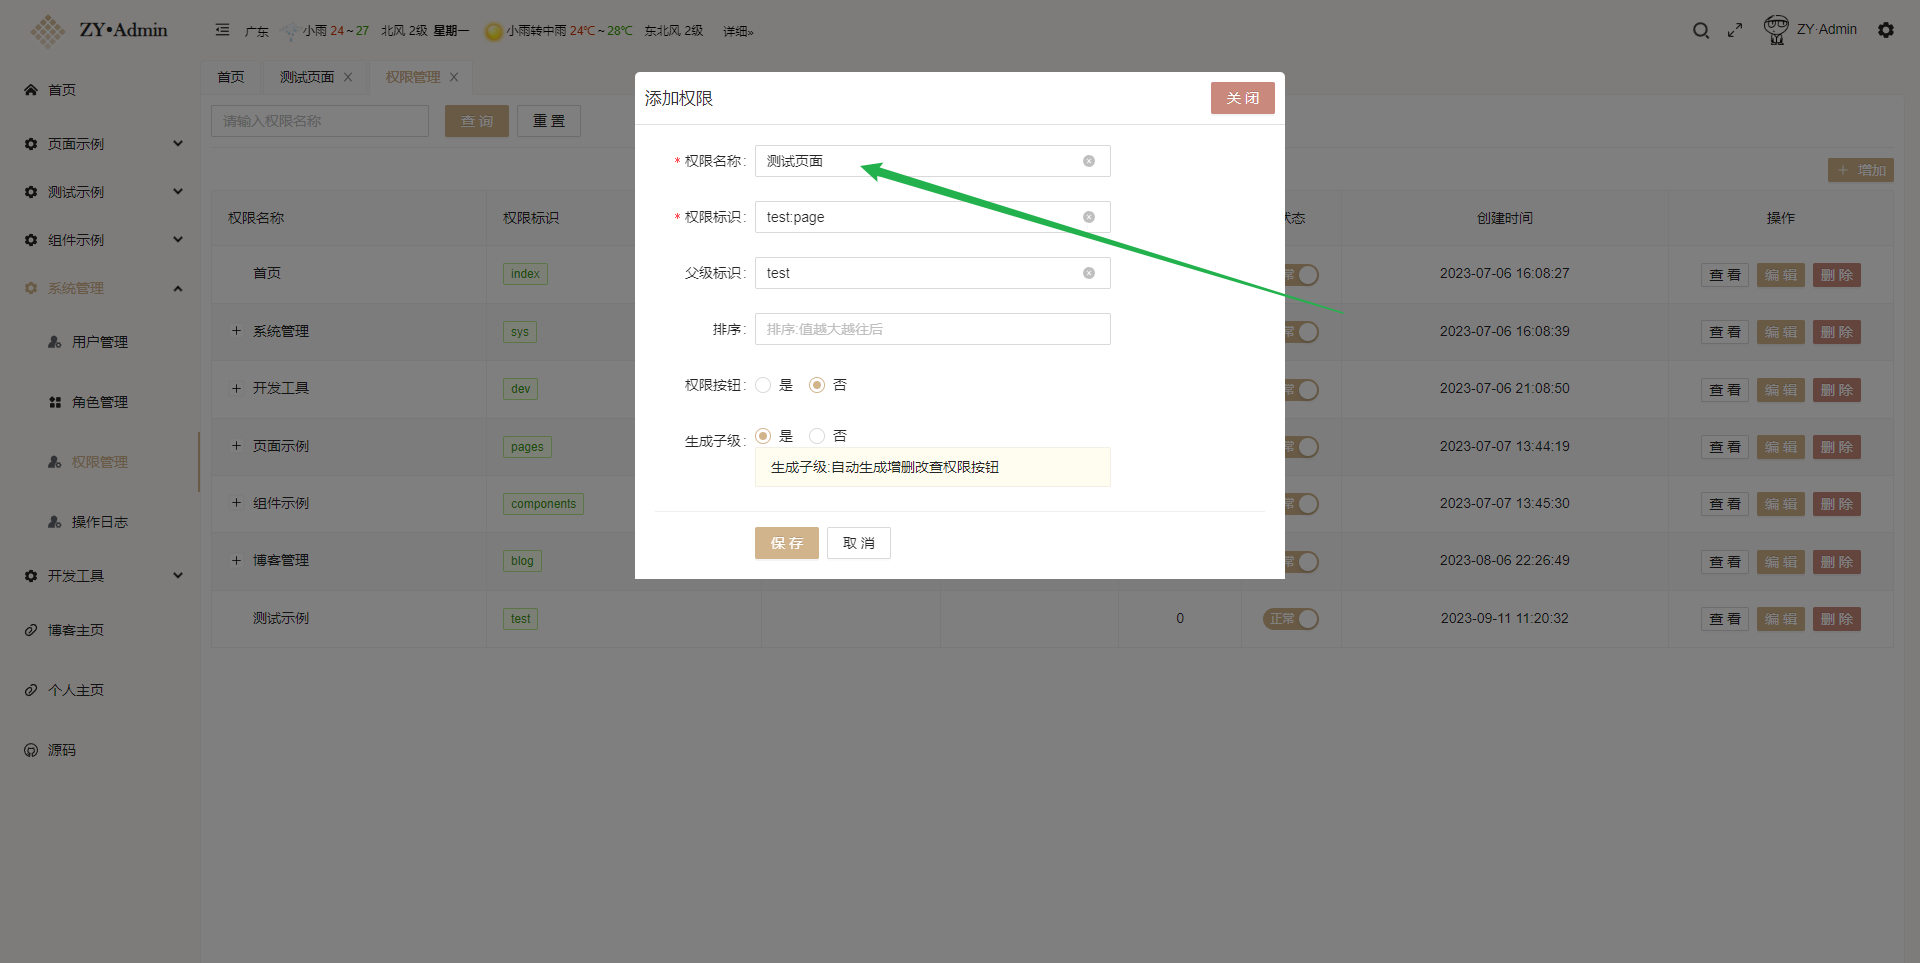 ZY•Admin
广东 小雨 24～27 北风 2级 星期一 小雨转中雨 24℃～28℃ 东北风 2级 详细»
ZY·Admin
首页
页面示例
测试示例
组件示例
系统管理
用户管理
角色管理
权限管理
操作日志
开发工具
博客主页
个人主页
源码
首页 测试页面 权限管理
请输入权限名称 查 询 重 置
+ 增加
权限名称 权限标识 状态 创建时间 操作
首页 index 常 2023-07-06 16:08:27 查 看 编 辑 删 除
系统管理 sys 常 2023-07-06 16:08:39 查 看 编 辑 删 除
开发工具 dev 常 2023-07-06 21:08:50 查 看 编 辑 删 除
页面示例 pages 常 2023-07-07 13:44:19 查 看 编 辑 删 除
组件示例 components 常 2023-07-07 13:45:30 查 看 编 辑 删 除
博客管理 blog 常 2023-08-06 22:26:49 查 看 编 辑 删 除
测试示例 test 0 正常 2023-09-11 11:20:32 查 看 编 辑 删 除
添加权限 关 闭
* 权限名称: 测试页面
* 权限标识: test:page
父级标识: test
排序: 排序:值越大越往后
权限按钮: 是 否
生成子级: 是 否
生成子级:自动生成增删改查权限按钮
保 存 取 消